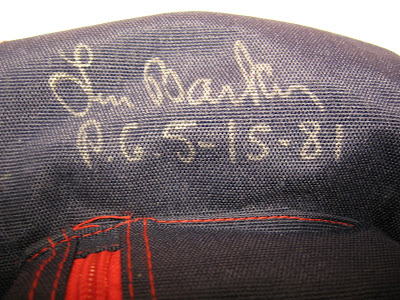 Len Barker
P.G. 5-15-81